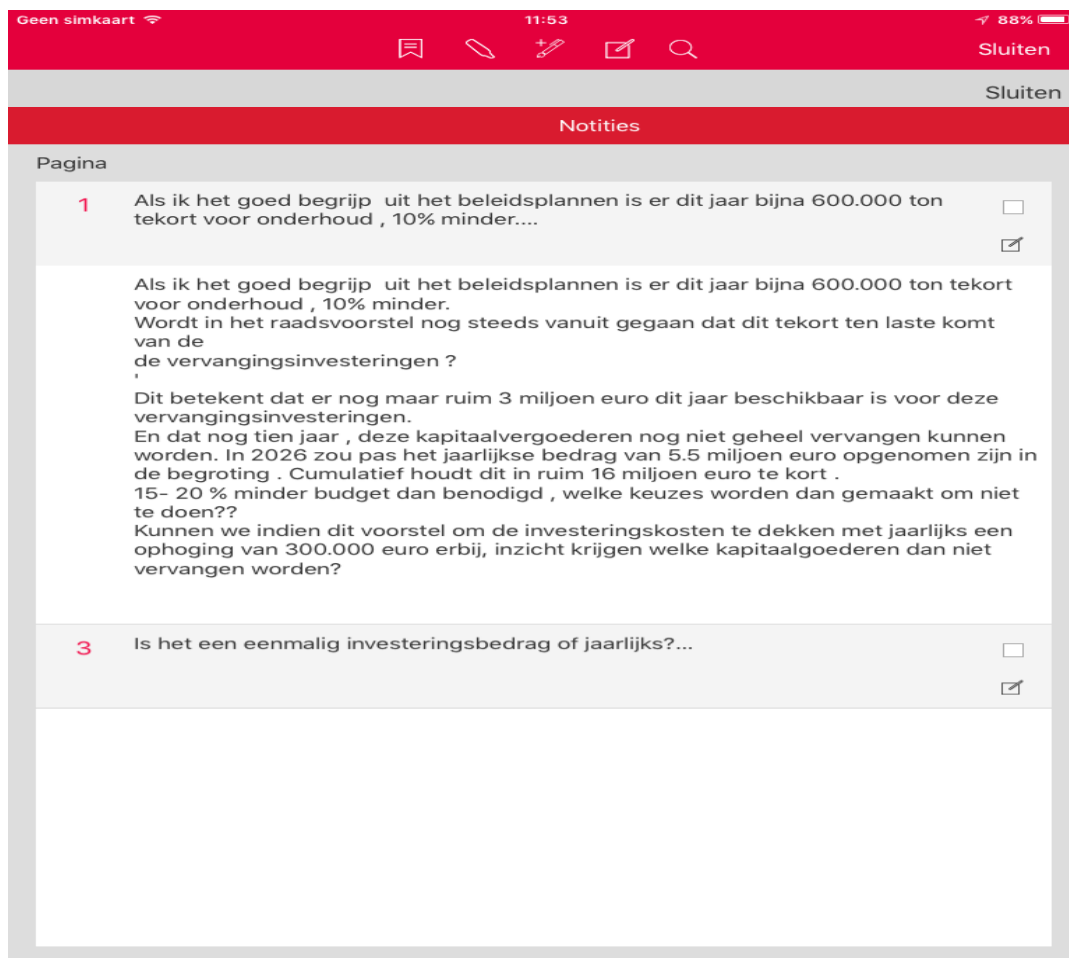 Geen simkaart 11:53 88%
Sluiten
Sluiten
Notities
Pagina
1 Als ik het goed begrijp uit het beleidsplannen is er dit jaar bijna 600.000 ton
tekort voor onderhoud , 10% minder....
Als ik het goed begrijp uit het beleidsplannen is er dit jaar bijna 600.000 ton tekort
voor onderhoud , 10% minder.
Wordt in het raadsvoorstel nog steeds vanuit gegaan dat dit tekort ten laste komt
van de
de vervangingsinvesteringen ?
'
Dit betekent dat er nog maar ruim 3 miljoen euro dit jaar beschikbaar is voor deze
vervangingsinvesteringen.
En dat nog tien jaar , deze kapitaalvergoederen nog niet geheel vervangen kunnen
worden. In 2026 zou pas het jaarlijkse bedrag van 5.5 miljoen euro opgenomen zijn in
de begroting . Cumulatief houdt dit in ruim 16 miljoen euro te kort .
15- 20 % minder budget dan benodigd , welke keuzes worden dan gemaakt om niet
te doen??
Kunnen we indien dit voorstel om de investeringskosten te dekken met jaarlijks een
ophoging van 300.000 euro erbij, inzicht krijgen welke kapitaalgoederen dan niet
vervangen worden?
3 Is het een eenmalig investeringsbedrag of jaarlijks?...